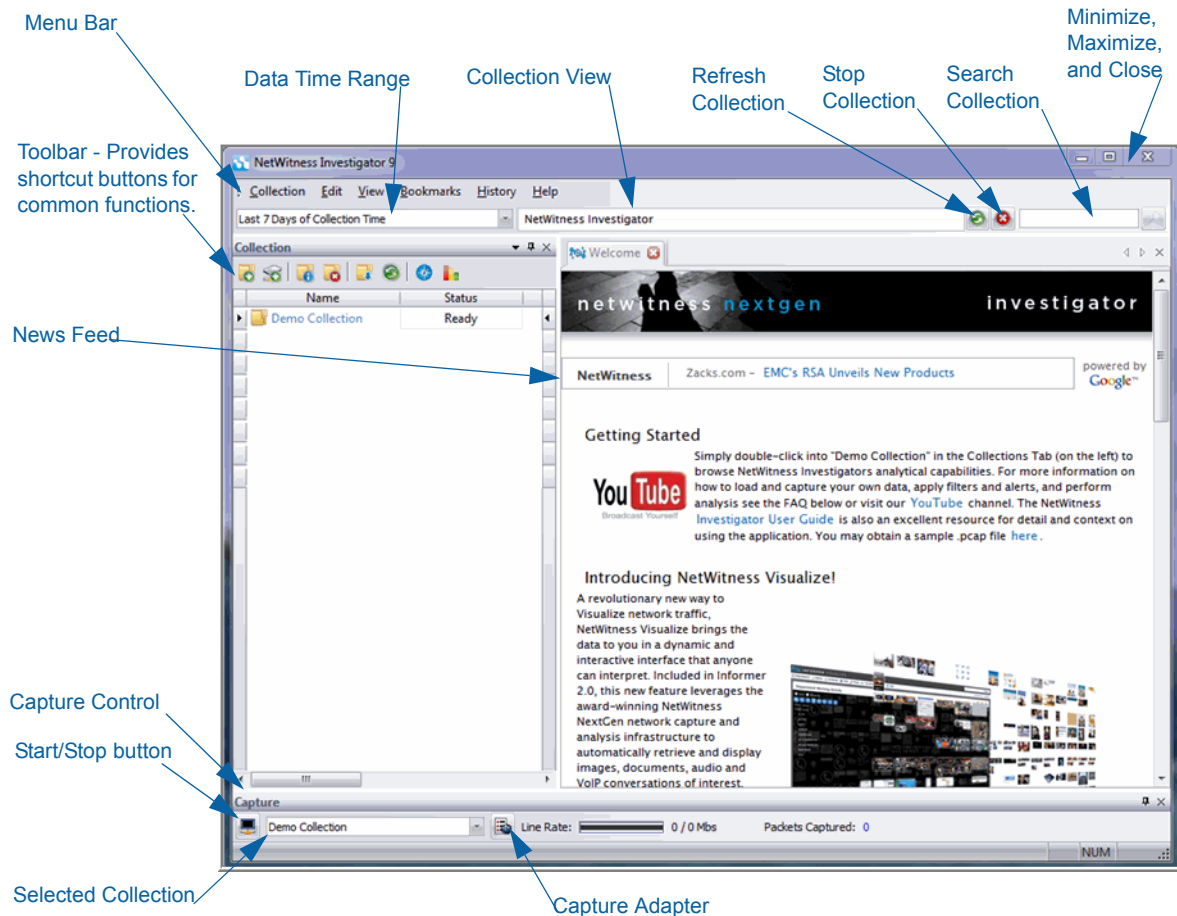 Menu Bar
Data Time Range
Collection View
Refresh
Collection
Stop
Collection
Search
Collection
Minimize,
Maximize,
and Close
Toolbar - Provides
shortcut buttons for
common functions.
NetWitness Investigator 9
Collection Edit View Bookmarks History Help
Last 7 Days of Collection Time
NetWitness Investigator
Collection
Name Status
Demo Collection Ready
News Feed
Welcome
netwitness nextgen investigator
NetWitness Zacks.com - EMC's RSA Unveils New Products
powered by
Google™
Getting Started
You Tube
Broadcast Yourself
Simply double-click into "Demo Collection" in the Collections Tab (on the left) to
browse NetWitness Investigators analytical capabilities. For more information on
how to load and capture your own data, apply filters and alerts, and perform
analysis see the FAQ below or visit our YouTube channel. The NetWitness
Investigator User Guide is also an excellent resource for detail and context on
using the application. You may obtain a sample .pcap file here.
Introducing NetWitness Visualize!
A revolutionary new way to
Visualize network traffic,
NetWitness Visualize brings the
data to you in a dynamic and
interactive interface that anyone
can interpret. Included in Informer
2.0, this new feature leverages the
award-winning NetWitness
NextGen network capture and
analysis infrastructure to
automatically retrieve and display
images, documents, audio and
VoIP conversations of interest.
Capture Control
Start/Stop button
Capture
Demo Collection
Line Rate: 0 / 0 Mbs
Packets Captured: 0
NUM
Selected Collection
Capture Adapter